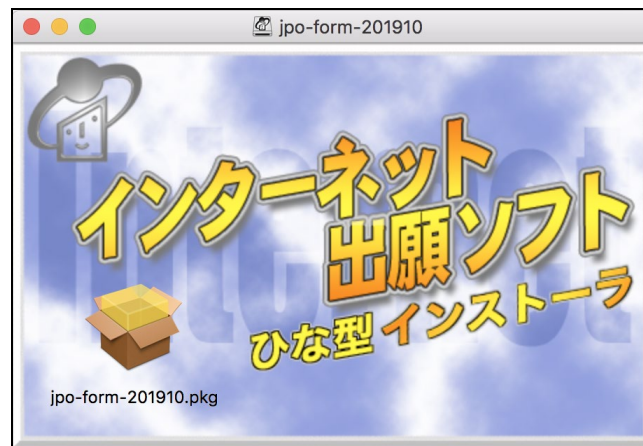 jpo-form-201910
Internet
インターネット
出願ソフト
ひな型 インストーラ
jpo-form-201910.pkg